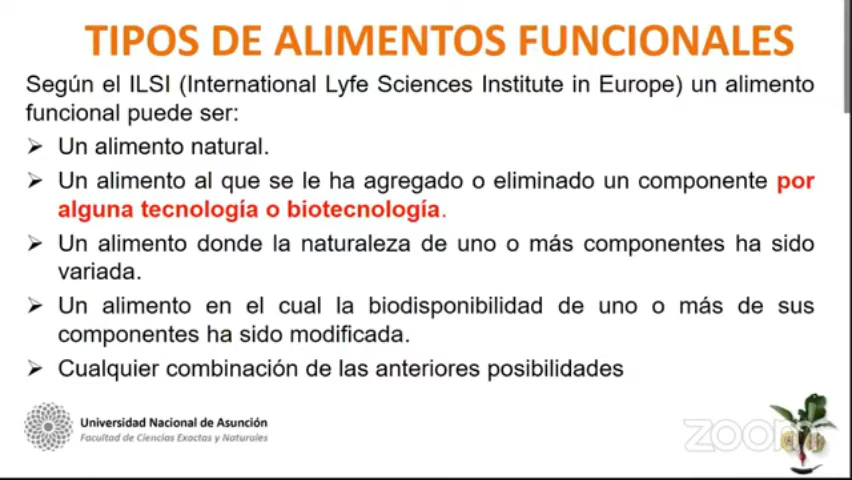 TIPOS DE ALIMENTOS FUNCIONALES
Según el ILSI (International Lyfe Sciences Institute in Europe) un alimento
funcional puede ser:
➢ Un alimento natural.
➢ Un alimento al que se le ha agregado o eliminado un componente por
alguna tecnología o biotecnología.
➢ Un alimento donde la naturaleza de uno o más componentes ha sido
variada.
➢ Un alimento en el cual la biodisponibilidad de uno o más de sus
componentes ha sido modificada.
➢ Cualquier combinación de las anteriores posibilidades
Universidad Nacional de Asunción
Facultad de Ciencias Exactas y Naturales
zoom